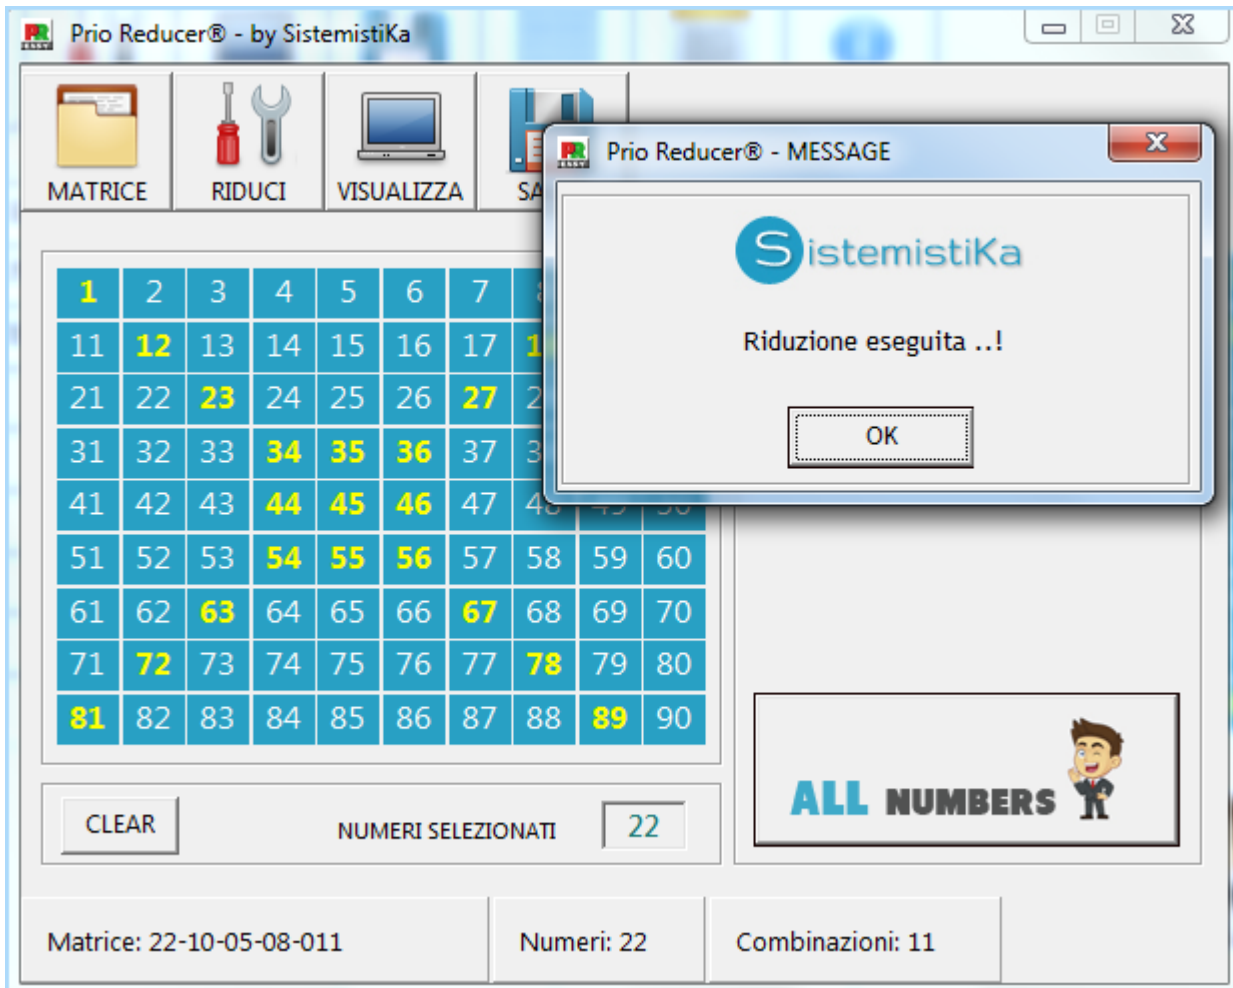 Prio Reducer® - by SistemistiKa
MATRICE RIDUCI VISUALIZZA
Prio Reducer® - MESSAGE
SistemistiKa
Riduzione eseguita ..!
OK
1 2 3 4 5 6 7
11 12 13 14 15 16 17
21 22 23 24 25 26 27
31 32 33 34 35 36 37
41 42 43 44 45 46 47
51 52 53 54 55 56 57 58 59 60
61 62 63 64 65 66 67 68 69 70
71 72 73 74 75 76 77 78 79 80
81 82 83 84 85 86 87 88 89 90
ALL NUMBERS
CLEAR NUMERI SELEZIONATI 22
Matrice: 22-10-05-08-011 Numeri: 22 Combinazioni: 11